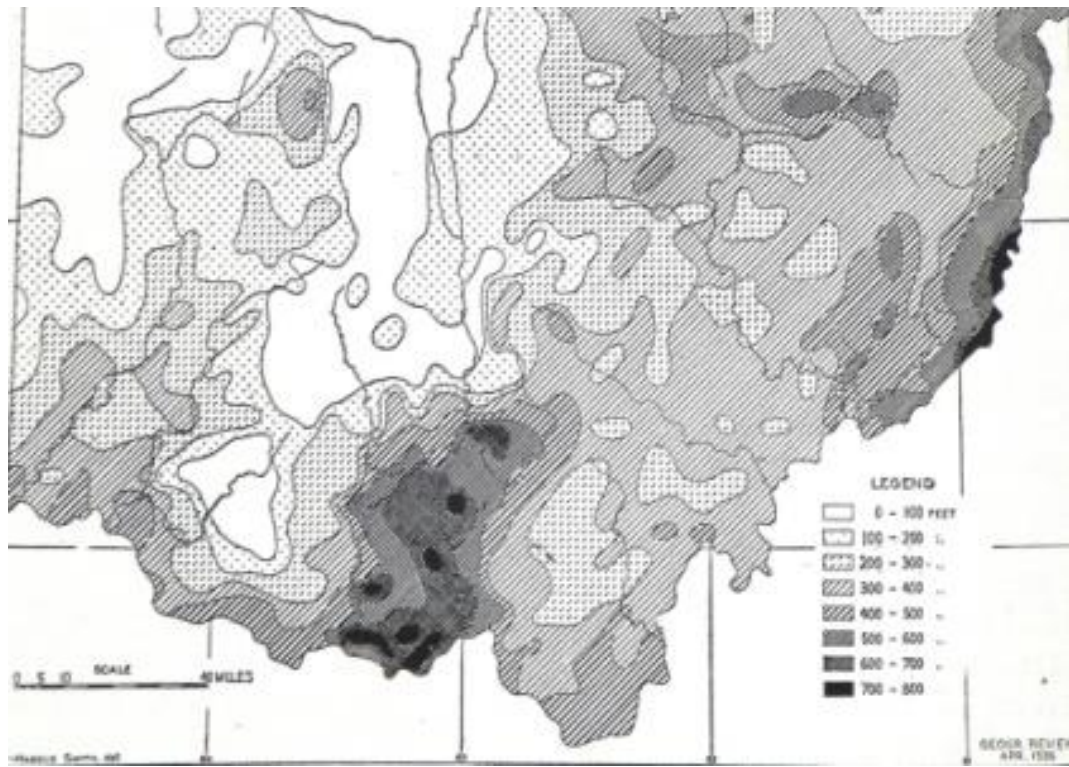 LEGEND
0 - 100 FEET
100 - 200 "
200 - 300 "
300 - 400 "
400 - 500 "
500 - 600 "
600 - 700 "
700 - 800
SCALE
0 5 10 40 MILES
GEOGR. REVIEW
APR.